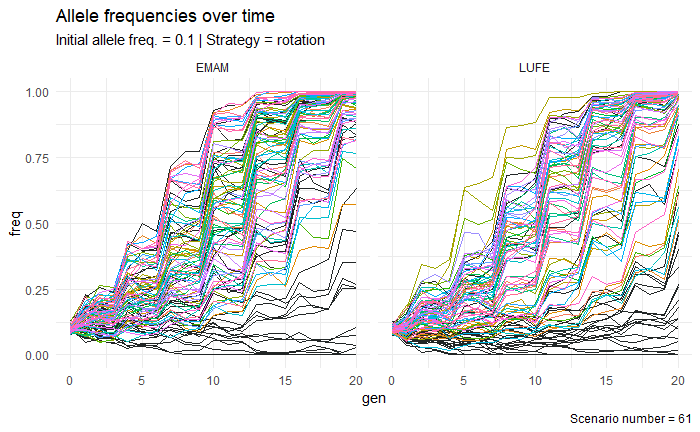 Allele frequencies over time
Initial allele freq. = 0.1 | Strategy = rotation
EMAM
LUFE
1.00
0.75
0.50
0.25
0.00
freq
0 5 10 15 20
0 5 10 15 20
gen
Scenario number = 61